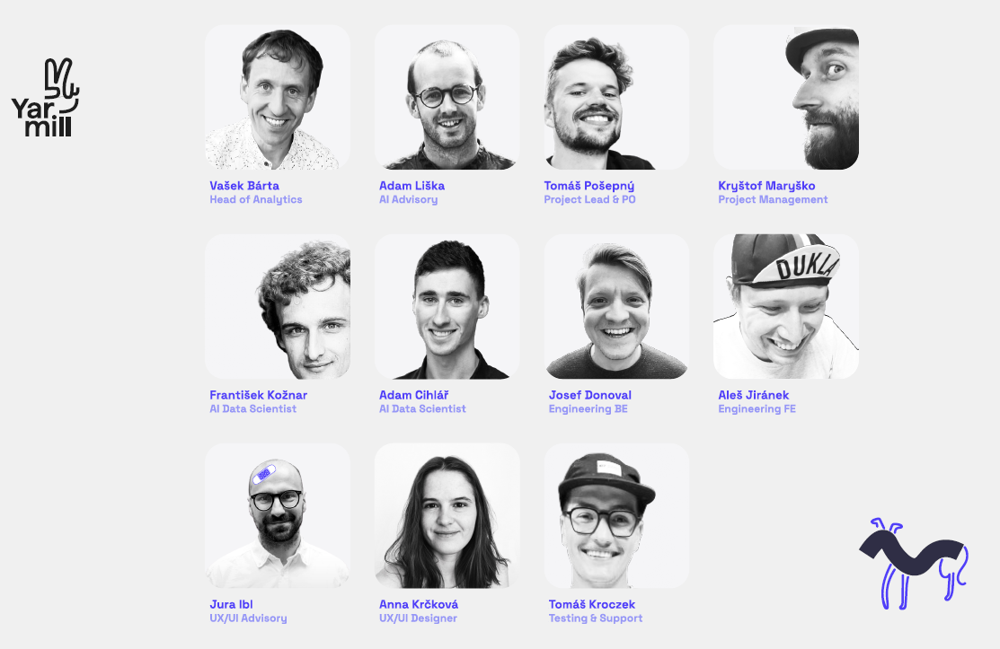 Yar
mill
Vašek Bárta
Head of Analytics
Adam Liška
AI Advisory
Tomáš Pošepný
Project Lead & PO
Kryštof Maryško
Project Management
DUKLA
František Kožnar
AI Data Scientist
Adam Cihlář
AI Data Scientist
Josef Donoval
Engineering BE
Aleš Jiránek
Engineering FE
Jura Ibl
UX/UI Advisory
Anna Krčková
UX/UI Designer
Tomáš Kroczek
Testing & Support